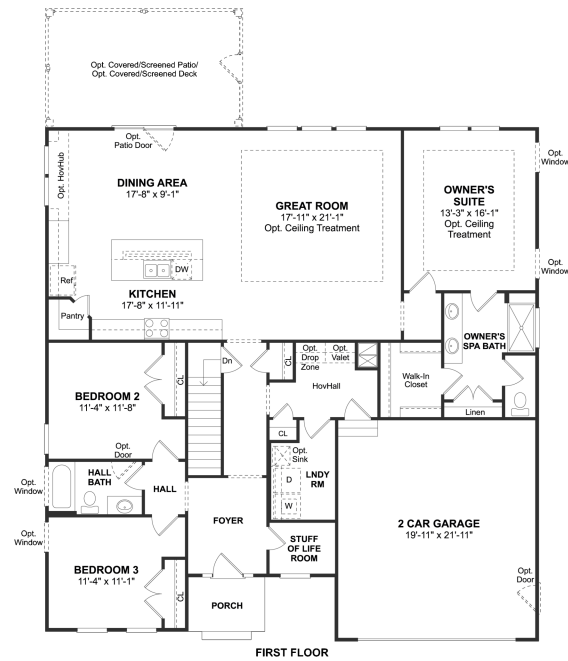 Opt. Covered/Screened Patio/
Opt. Covered/Screened Deck
Opt.
Patio Door
Opt. HovHub
DINING AREA
17'-8" x 9'-1"
GREAT ROOM
17'-11" x 21'-1"
Opt. Ceiling Treatment
OWNER'S
SUITE
13'-3" x 16'-1"
Opt. Ceiling
Treatment
Opt.
Window
Opt.
Window
DW
Ref
KITCHEN
17'-8" x 11'-11"
Pantry
OWNER'S
SPA BATH
Dn
CL
Opt.
Drop
Zone
Opt.
Valet
HovHall
Walk-In
Closet
Linen
CL
BEDROOM 2
11'-4" x 11'-8"
CL
Opt.
Door
Opt.
Sink
LNDY
RM
D
W
HALL
BATH
HALL
Opt.
Window
Opt.
Window
FOYER
2 CAR GARAGE
19'-11" x 21'-11"
STUFF
OF LIFE
ROOM
BEDROOM 3
11'-4" x 11'-1"
CL
Opt.
Door
PORCH
FIRST FLOOR